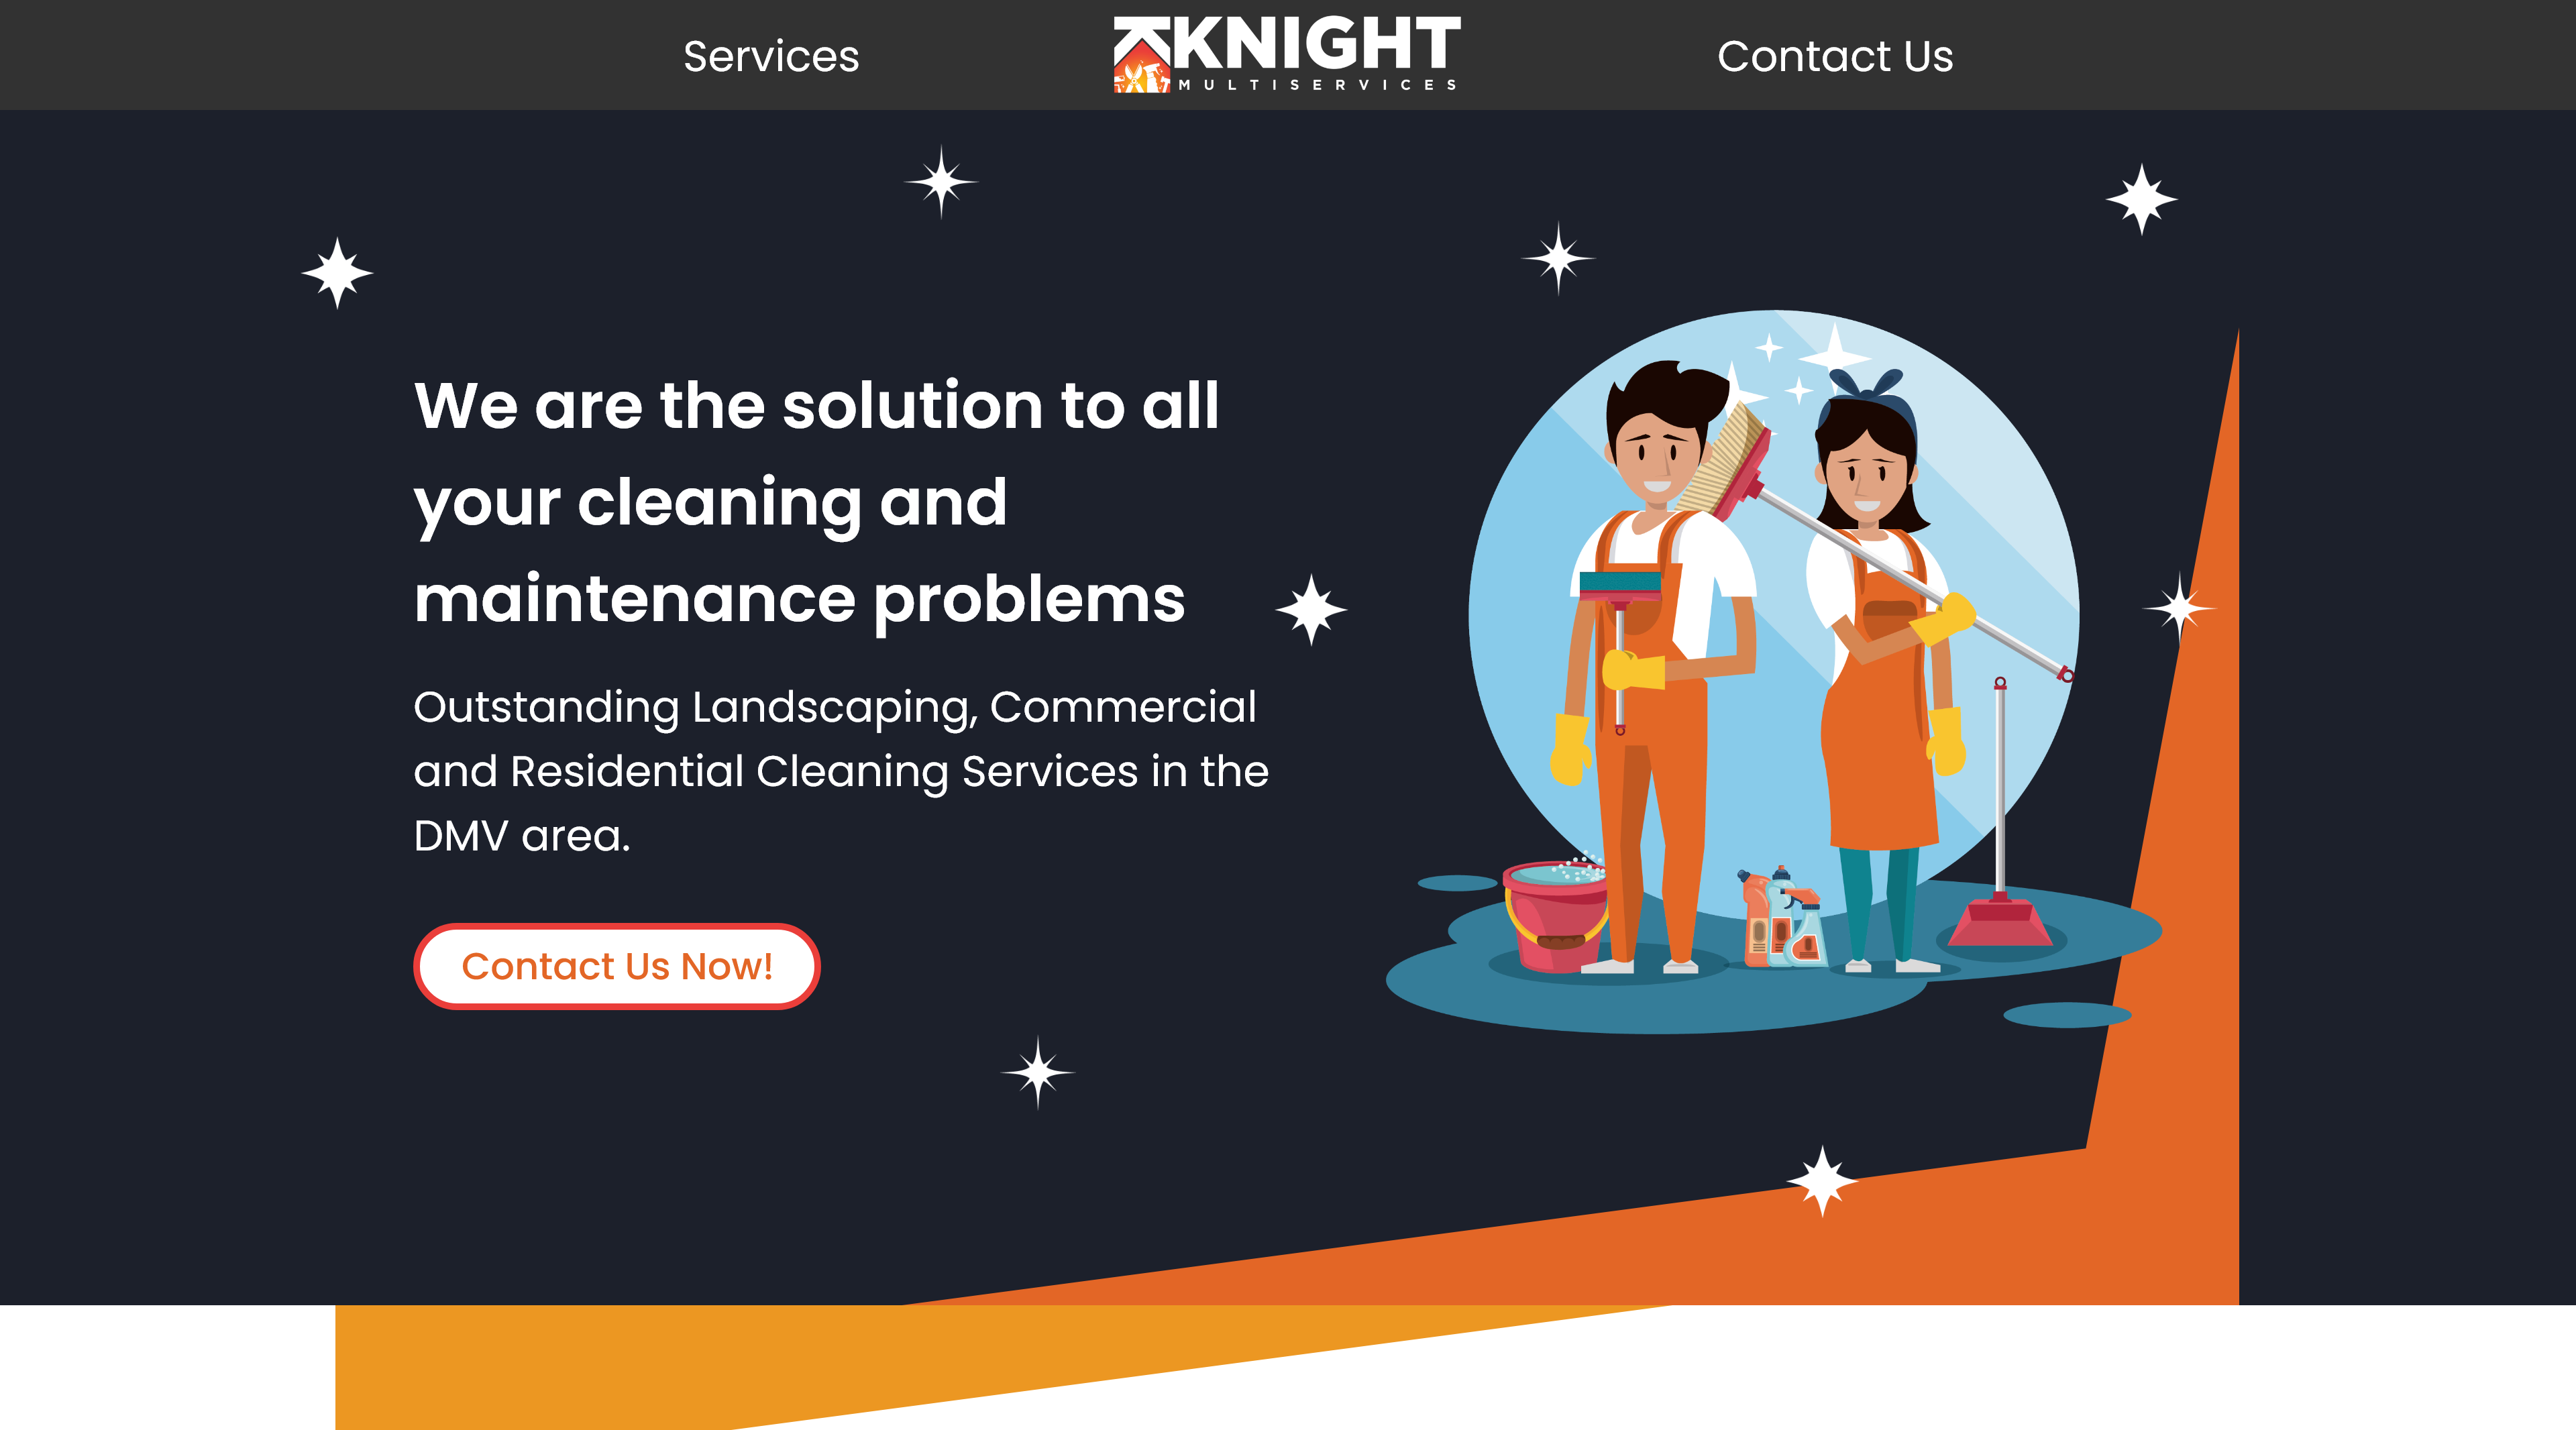 Services
KNIGHT
MULTISERVICES
Contact Us
We are the solution to all
your cleaning and
maintenance problems
Outstanding Landscaping, Commercial
and Residential Cleaning Services in the
DMV area.
Contact Us Now!